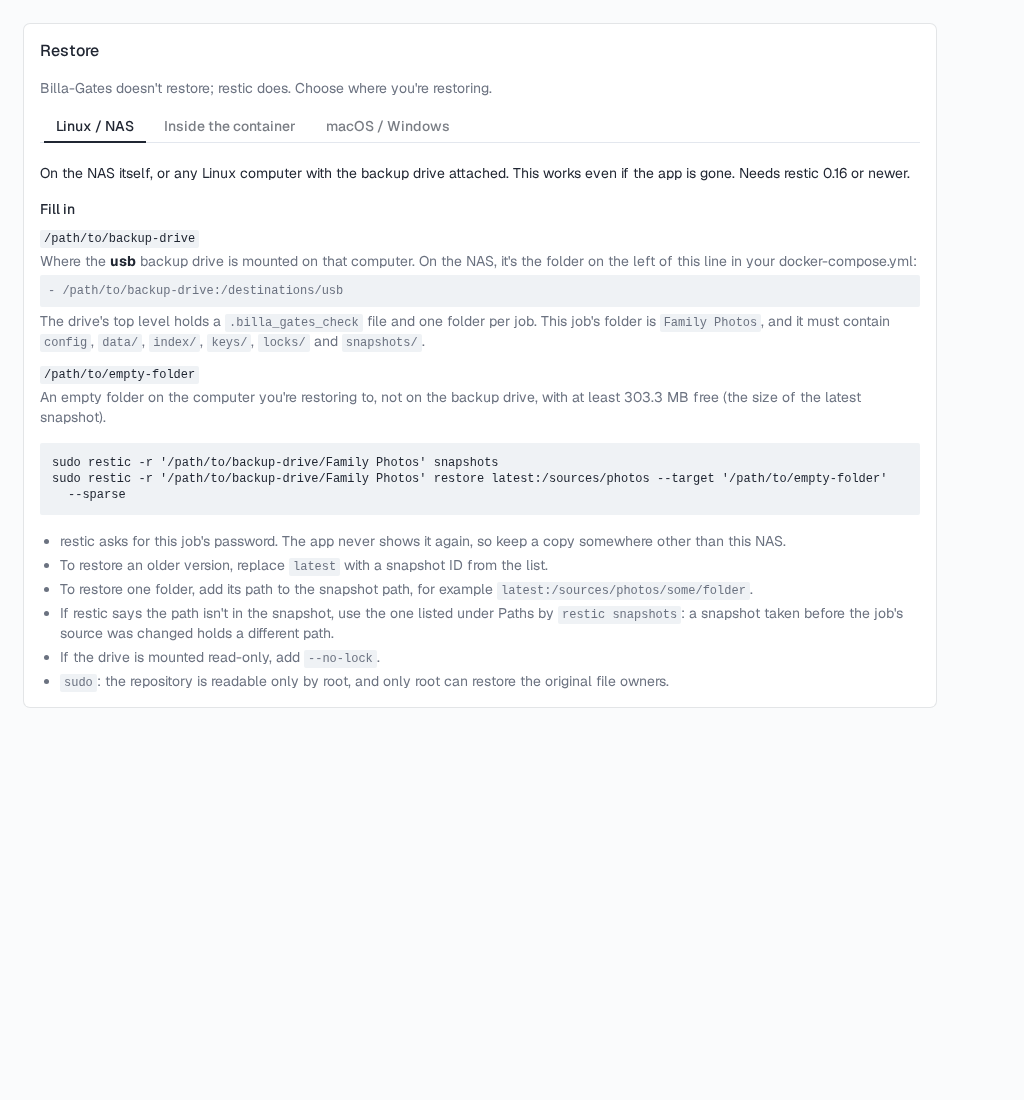 Restore
Billa-Gates doesn't restore; restic does. Choose where you're restoring.
Linux / NAS Inside the container macOS / Windows
On the NAS itself, or any Linux computer with the backup drive attached. This works even if the app is gone. Needs restic 0.16 or newer.
Fill in
/path/to/backup-drive
Where the usb backup drive is mounted on that computer. On the NAS, it's the folder on the left of this line in your docker-compose.yml:
- /path/to/backup-drive:/destinations/usb
The drive's top level holds a .billa_gates_check file and one folder per job. This job's folder is Family Photos, and it must contain
config, data/, index/, keys/, locks/ and snapshots/.
/path/to/empty-folder
An empty folder on the computer you're restoring to, not on the backup drive, with at least 303.3 MB free (the size of the latest
snapshot).
sudo restic -r '/path/to/backup-drive/Family Photos' snapshots
sudo restic -r '/path/to/backup-drive/Family Photos' restore latest:/sources/photos --target '/path/to/empty-folder'
--sparse
• restic asks for this job's password. The app never shows it again, so keep a copy somewhere other than this NAS.
• To restore an older version, replace latest with a snapshot ID from the list.
• To restore one folder, add its path to the snapshot path, for example latest:/sources/photos/some/folder.
• If restic says the path isn't in the snapshot, use the one listed under Paths by restic snapshots: a snapshot taken before the job's
source was changed holds a different path.
• If the drive is mounted read-only, add --no-lock.
• sudo: the repository is readable only by root, and only root can restore the original file owners.